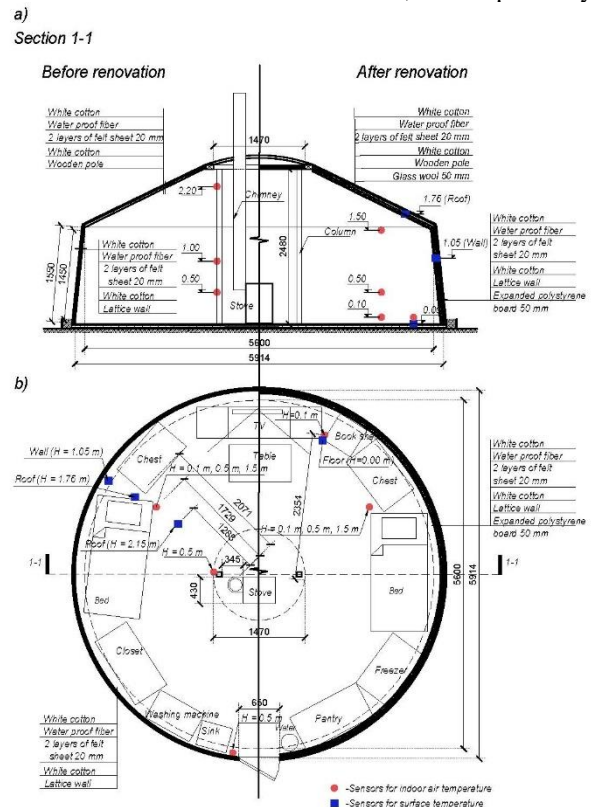 a)
Section 1-1
Before renovation
After renovation
White cotton
Water proof fiber
2 layers of felt sheet 20 mm
White cotton
Wooden pole
1470
White cotton
Water proof fiber
2 layers of felt sheet 20 mm
White cotton
Wooden pole
Glass wool 50 mm
2.20
Chimney
1.76 (Roof)
1.50
White cotton
Water proof fiber
2 layers of felt
sheet 20 mm
White cotton
Lattice wall
Expanded polystyrene
board 50 mm
1.05 (Wall)
1550
1450
White cotton
Water proof fiber
2 layers of felt
sheet 20 mm
White cotton
Lattice wall
1.00
0.50
2480
Column
0.50
Stove
0.10
5600
5914
b)
H=0.1 m
TV
Book
Wall (H = 1.05 m)
Chest
Table
Floor (H=0.00 m)
Roof (H = 1.76 m)
H = 0.1 m, 0.5 m, 1.5 m
Chest
White cotton
Water proof fiber
2 layers of felt
sheet 20 mm
White cotton
Lattice wall
Expanded polystyrene
board 50 mm
2071
1729
1288
2354
H= 0.1 m, 0.5 m, 1.5 m
Roof (H = 2.15 m)
H = 0.5 m
345
5600
5914
1-1
1-1
430
Bed
Stove
Bed
1470
Closet
Freezer
660
Washing machine
H = 0.5 m
Sink
Water
Pantry
White cotton
Water proof fiber
2 layers of felt
sheet 20 mm
White cotton
Lattice wall
-Sensors for indoor air temperature
-Sensors for surface temperature